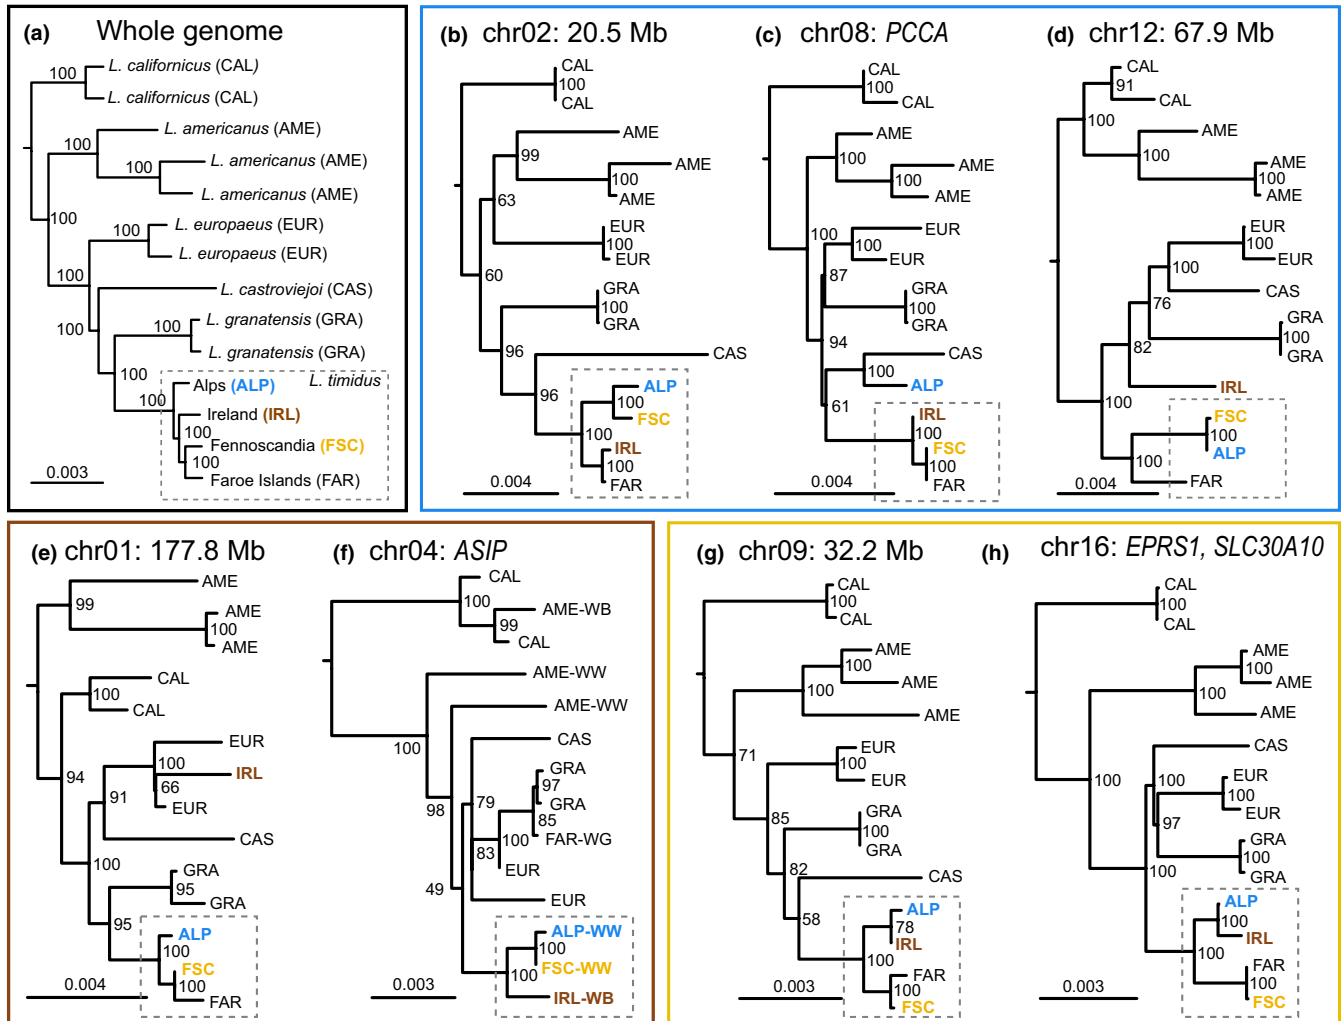 (a) Whole genome
100 L. californicus (CAL)
L. californicus (CAL)
L. americanus (AME)
100
100 L. americanus (AME)
L. americanus (AME)
100
100 L. europaeus (EUR)
L. europaeus (EUR)
100
L. castroviejoi (CAS)
100 L. granatensis (GRA)
100
L. granatensis (GRA)
100
L. timidus
Alps (ALP)
100
Ireland (IRL)
100
Fennoscandia (FSC)
100
Faroe Islands (FAR)
0.003
(b) chr02: 20.5 Mb
CAL
100
CAL
AME
99
AME
100
AME
63
EUR
100
EUR
60
GRA
100
GRA
96
CAS
96
ALP
100
FSC
100
IRL
100
FAR
0.004
(c) chr08: PCCA
CAL
100
CAL
AME
100
AME
100
AME
100
EUR
100
EUR
87
GRA
100
GRA
94
CAS
100
ALP
61
IRL
100
FSC
100
FAR
0.004
(d) chr12: 67.9 Mb
CAL
91
CAL
100
AME
100
AME
100
AME
EUR
100
EUR
100
CAS
76
GRA
100
GRA
82
IRL
100
FSC
100
ALP
100
FAR
0.004
(e) chr01: 177.8 Mb
AME
99
AME
100
AME
CAL
100
CAL
94
EUR
100
IRL
66
EUR
91
CAS
100
GRA
95
GRA
95
ALP
100
FSC
100
FAR
0.004
(f) chr04: ASIP
CAL
100
AME-WB
99
CAL
AME-WW
AME-WW
100
CAS
GRA
97
GRA
79
98
85
FAR-WG
100
83
EUR
49
EUR
ALP-WW
100
FSC-WW
100
IRL-WB
0.003
(g) chr09: 32.2 Mb
CAL
100
CAL
AME
100
AME
100
AME
71
EUR
100
EUR
85
GRA
100
GRA
82
CAS
58
ALP
78
IRL
100
FAR
100
FSC
0.003
(h) chr16: EPRS1, SLC30A10
CAL
100
CAL
AME
100
AME
100
AME
CAS
100
100
EUR
100
EUR
97
GRA
100
GRA
100
ALP
100
IRL
100
FAR
100
FSC
0.003